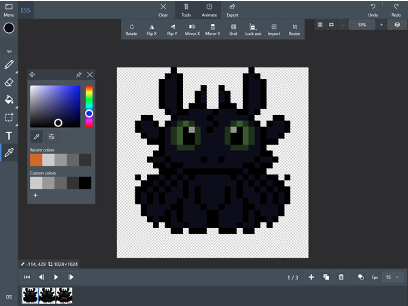 Menu
ESS
Clear
Tools
Animate
Export
Undo
Redo
Rotate
Flip X
Flip Y
Mirror X
Mirror Y
Grid
Lock axis
Import
Resize
33%
Recent colors
Custom colors
-114, 429
1024×1024
1 / 3
Fps